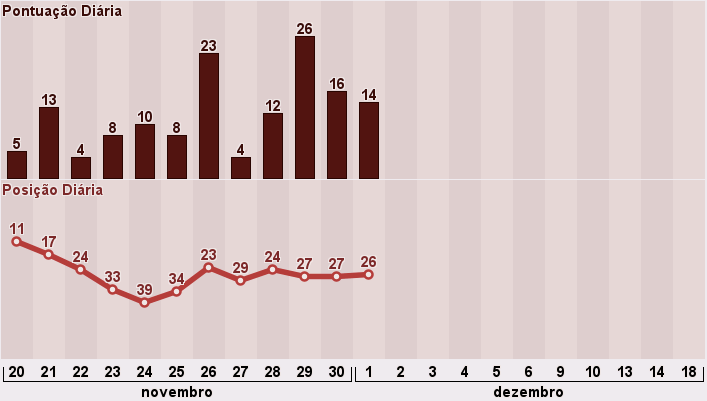 Pontuação Diária
5 13 4 8 10 8 23 4 12 26 16 14
Posição Diária
11 17 24 33 39 34 23 29 24 27 27 26
20 21 22 23 24 25 26 27 28 29 30 1 2 3 4 5 6 9 10 13 14 18
novembro dezembro